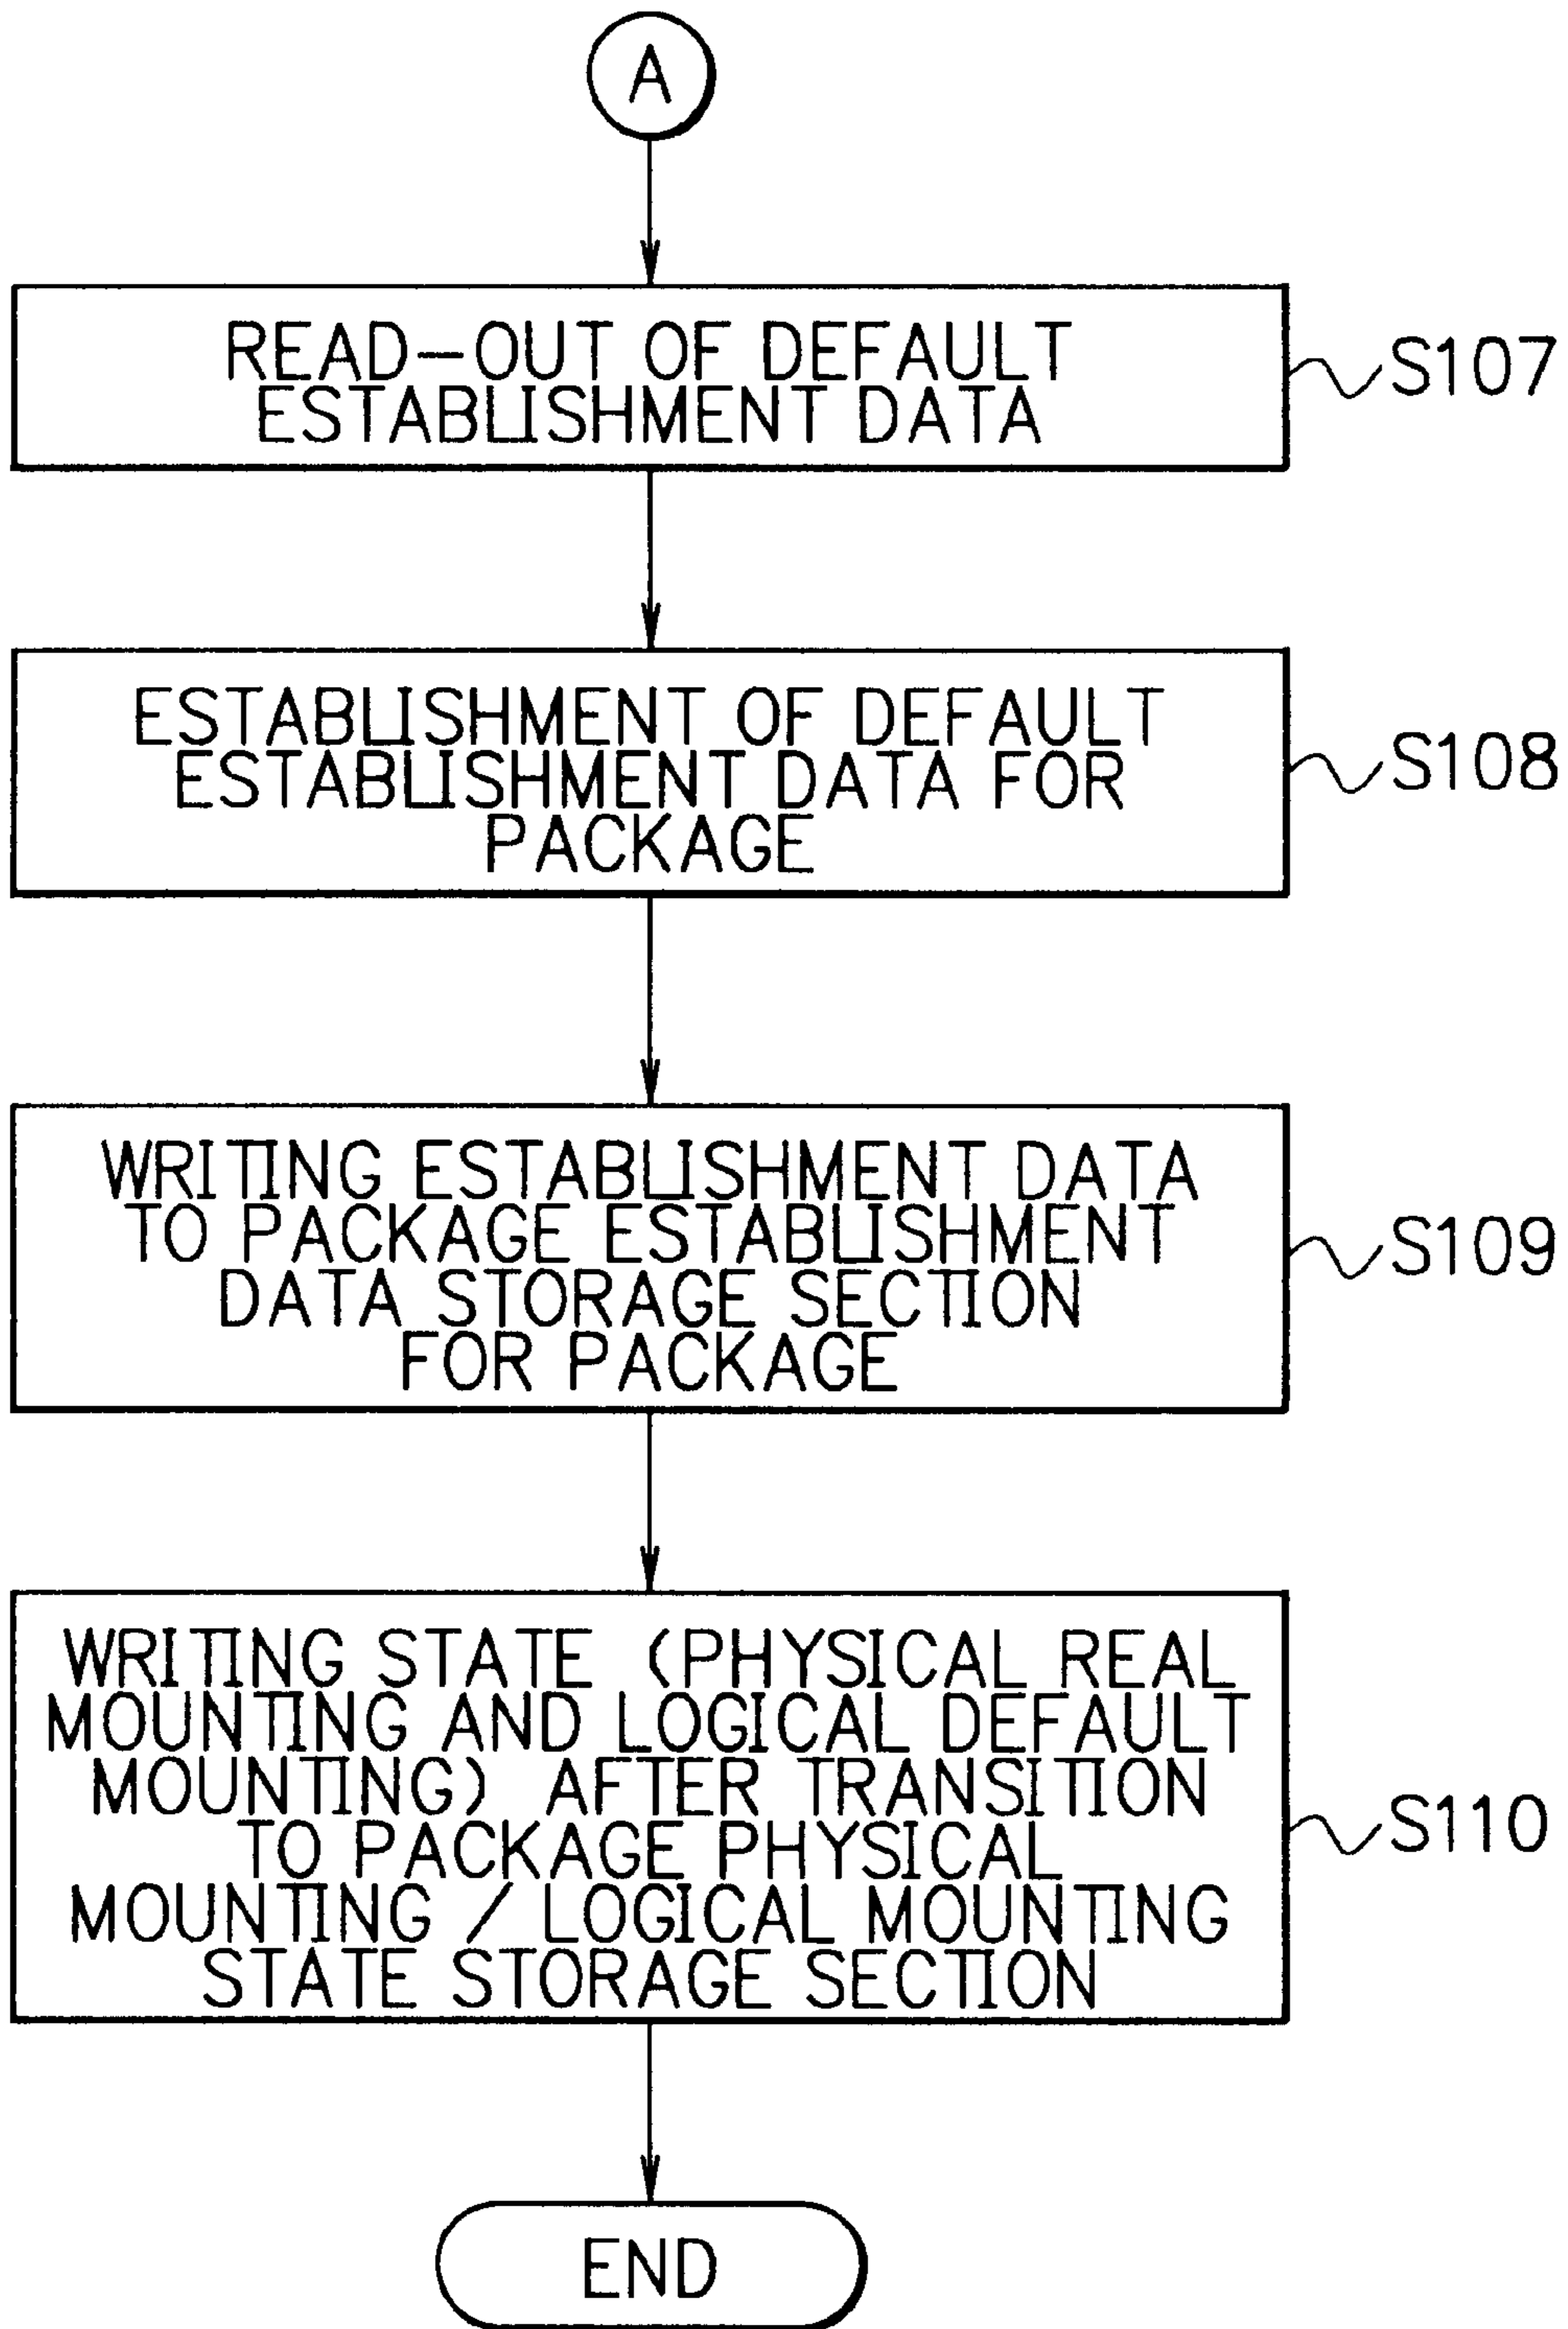 A
READ-OUT OF DEFAULT
ESTABLISHMENT DATA
S107
ESTABLISHMENT OF DEFAULT
ESTABLISHMENT DATA FOR
PACKAGE
S108
WRITING ESTABLISHMENT DATA
TO PACKAGE ESTABLISHMENT
DATA STORAGE SECTION
FOR PACKAGE
S109
WRITING STATE (PHYSICAL REAL
MOUNTING AND LOGICAL DEFAULT
MOUNTING) AFTER TRANSITION
TO PACKAGE PHYSICAL
MOUNTING / LOGICAL MOUNTING
STATE STORAGE SECTION
S110
END